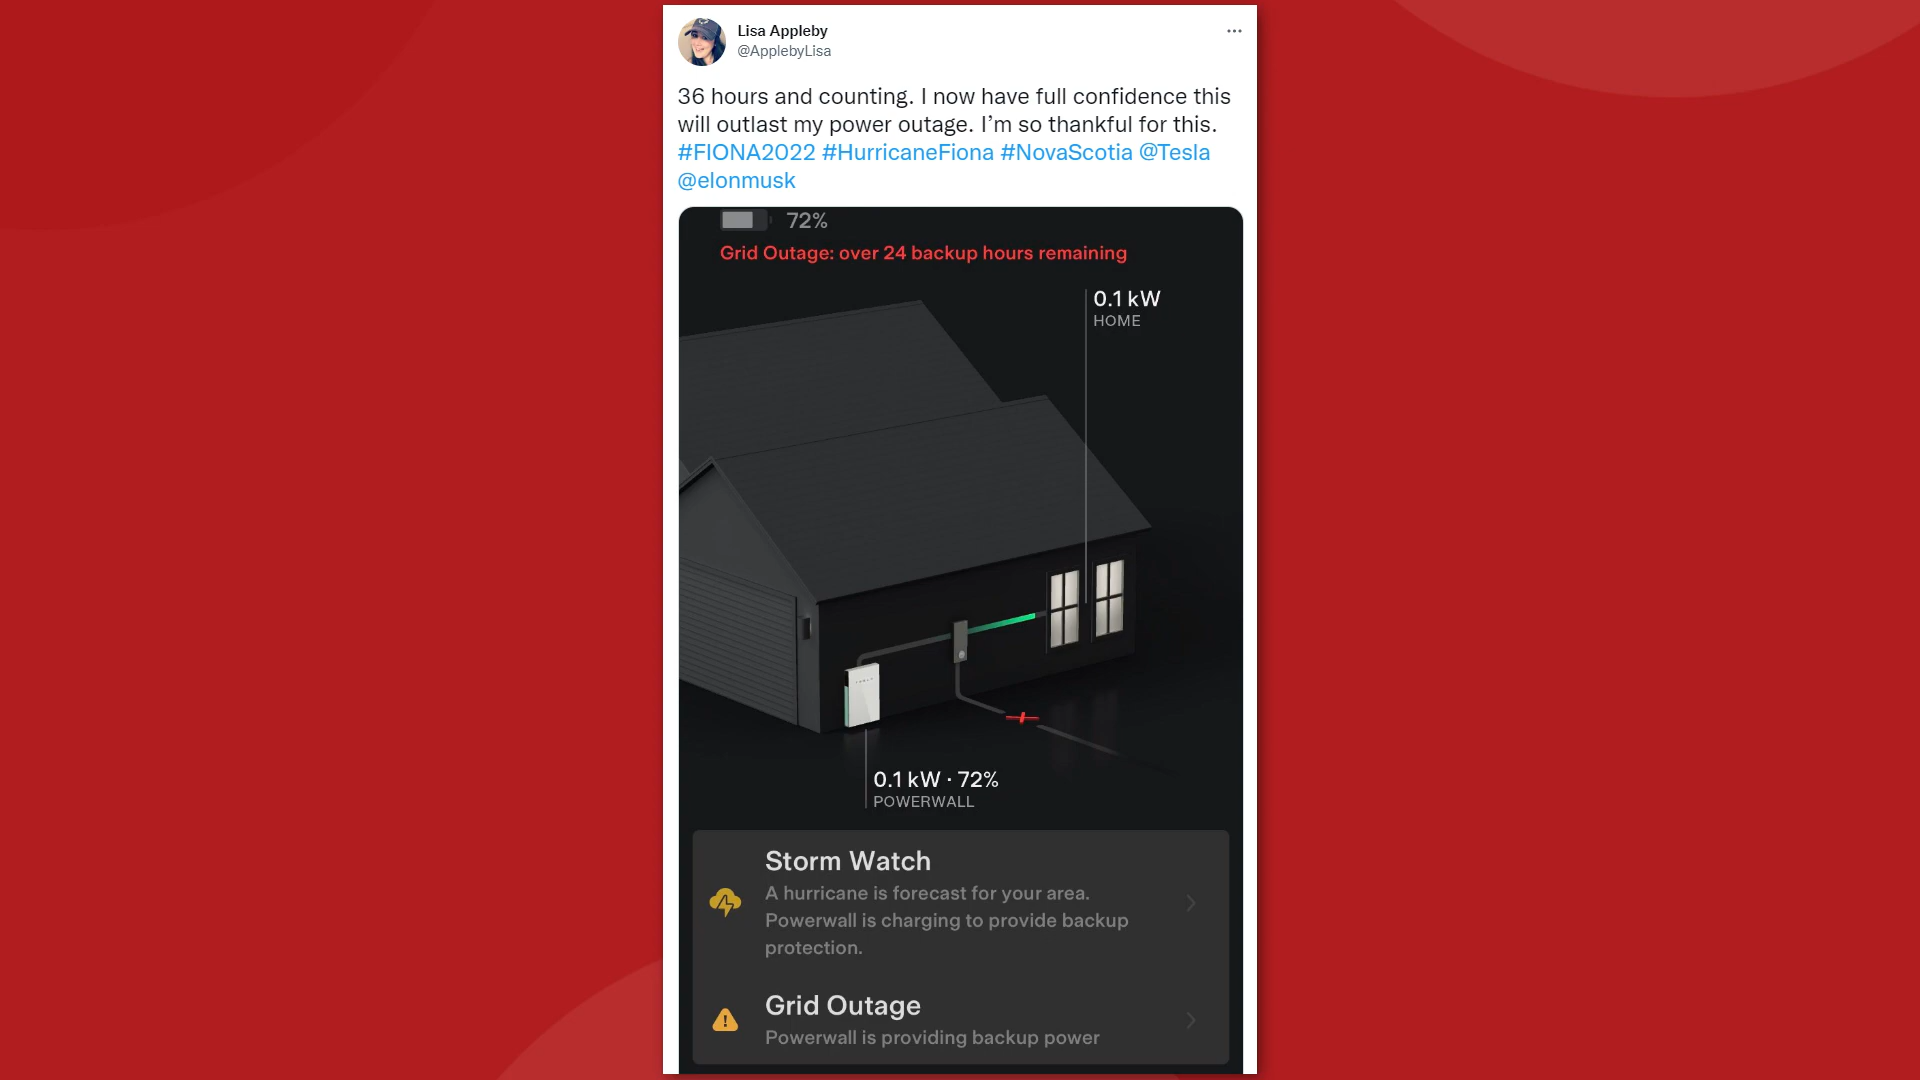 Lisa Appleby
@ApplebyLisa
36 hours and counting. I now have full confidence this
will outlast my power outage. I’m so thankful for this.
#FIONA2022 #HurricaneFiona #NovaScotia @Tesla
@elonmusk
72%
Grid Outage: over 24 backup hours remaining
0.1 kW
HOME
TESLA
0.1 kW · 72%
POWERWALL
Storm Watch
A hurricane is forecast for your area.
Powerwall is charging to provide backup
protection.
Grid Outage
Powerwall is providing backup power